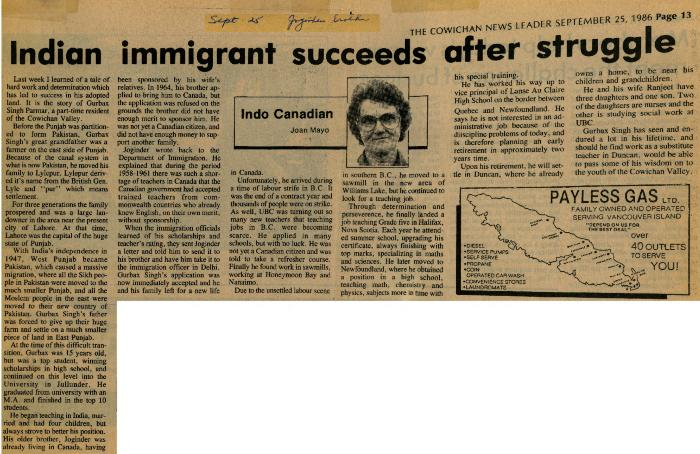 Sept 25
THE COWICHAN NEWS LEADER SEPTEMBER 25, 1986 Page 13
Indian immigrant succeeds after struggle
Last week I learned of a tale of
hard work and determination which
has led to success in his adopted
land. It is the story of Gurbax
Singh Parmar, a part-time resident
of the Cowichan Valley.
Before the Punjab was partition-
ed to form Pakistan, Gurbax
Singh's great grandfather was a
farmer on the east side of Punjab.
Because of the canal system in
what is now Pakistan, he moved his
family to Lylepur. Lylepur deriv-
ed it's name from the British Gen.
Lyle and "pur" which means
settlement.
For three generations the family
prospered and was a large lan-
downer in the area near the present
city of Lahore. At that time,
Lahore was the capital of the huge
state of Punjab.
With India's independence in
1947, West Punjab became
Pakistan, which caused a massive
migration, where all the Sikh peo-
ple in Pakistan were moved to the
much smaller Punjab, and all the
Moslem people in the east were
moved to their new country of
Pakistan. Gurbax Singh's father
was forced to give up their huge
farm and settle on a much smaller
piece of land in East Punjab.
At the time of this difficult tran-
sition, Gurbax was 15 years old,
but was a top student, winning
scholarships in high school, and
continued on this level into the
University in Jullunder. He
graduated from university with an
M.A. and finished in the top 10
students.
He began teaching in India, mar-
ried and had four children, but
always strove to better his position.
His older brother, Joginder was
already living in Canada, having
been sponsored by his wife's
relatives. In 1964, his brother ap-
plied to bring him to Canada, but
the application was refused on the
grounds the brother did not have
enough merit to sponsor him. He
was not yet a Canadian citizen, and
did not have enough money to sup-
port another family.
Joginder wrote back to the
Department of Immigration. He
explained that during the period
1958-1961 there was such a short-
age of teachers in Canada that the
Canadian government had accepted
trained teachers from com-
monwealth countries who already
knew English, on their own merit,
without sponsorship.
When the immigration officials
learned of his scholarships and
teacher's rating, they sent Joginder
a letter and told him to send it to
his brother and have him take it to
the immigration officer in Delhi.
Gurbax Singh's application was
now immediately accepted and he
and his family left for a new life
Indo Canadian
Joan Mayo
in Canada.
Unfortunately, he arrived during
a time of labour strife in B.C. It
was the end of a contract year and
thousands of people were on strike.
As well, UBC was turning out so
many new teachers that teaching
jobs in B.C. were becoming
scarce. He applied in many
schools, but with no luck. He was
not yet a Canadian citizen and was
told to take a refresher course.
Finally he found work in sawmills,
working at Honeymoon Bay and
Nanaimo.
Due to the unsettled labour scene
in southern B.C., he moved to a
sawmill in the new area of
Williams Lake, but he continued to
look for a teaching job.
Through determination and
perseverence, he finally landed a
job teaching Grade five in Halifax,
Nova Scotia. Each year he attend-
ed summer school, upgrading his
certificate, always finishing with
top marks, specializing in maths
and sciences. He later moved to
Newfoundland, where he obtained
a position in a high school,
teaching math, chemistry and
physics, subjects more in time with
his special training.
He has worked his way up to
vice principal of Lanse Au Claire
High School on the border between
Quebec and Newfoundland. He
says he is not interested in an ad-
ministrative job because of the
discipline problems of today, and
is therefore planning an early
retirement in approximately two
years time.
Upon his retirement, he will set-
tle in Duncan, where he already
owns a home, to be near his
children and grandchildren.
He and his wife Ranjeet have
three daughters and one son. Two
of the daughters are nurses and the
other is studying social work at
UBC.
Gurbax Singh has seen and en-
dured a lot in his lifetime, and
should he find work as a substitute
teacher in Duncan, would be able
to pass some of his wisdom on to
the youth of the Cowichan Valley.
PAYLESS GAS LTD.
FAMILY OWNED AND OPERATED
SERVING VANCOUVER ISLAND
"DEPEND ON US FOR
THE BEST DEAL"
over
40 OUTLETS
TO SERVE
YOU!
•DIESEL
•SERVICE PUMPS
•SELF SERVE
•PROPANE
•COIN
OPERATED CAR WASH
•CONVENIENCE STORES
•LAUNDROMATS